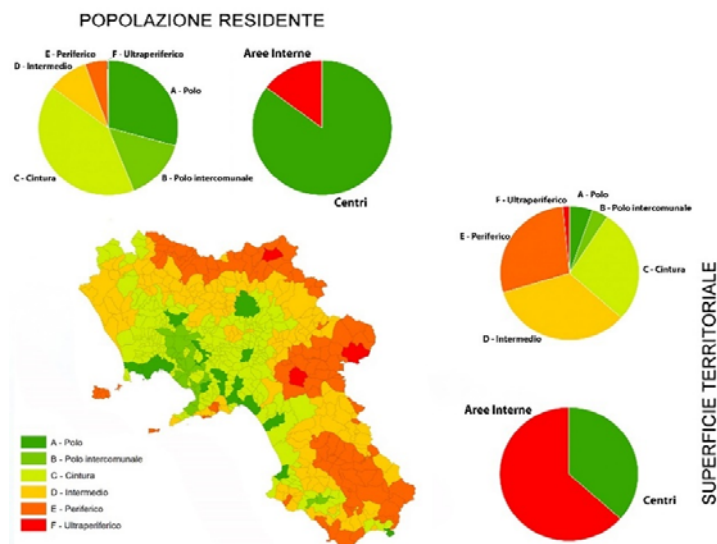 POPOLAZIONE RESIDENTE
E - Periferico
F - Ultraperiferico
D - Intermedio
A - Polo
C - Cintura
B - Polo intercomunale
Aree Interne
Centri
F - Ultraperiferico
A - Polo
B - Polo intercomunale
E - Periferico
C - Cintura
D - Intermedio
SUPERFICIE TERRITORIALE
Aree Interne
Centri
A - Polo
B - Polo intercomunale
C - Cintura
D - Intermedio
E - Periferico
F - Ultraperiferico